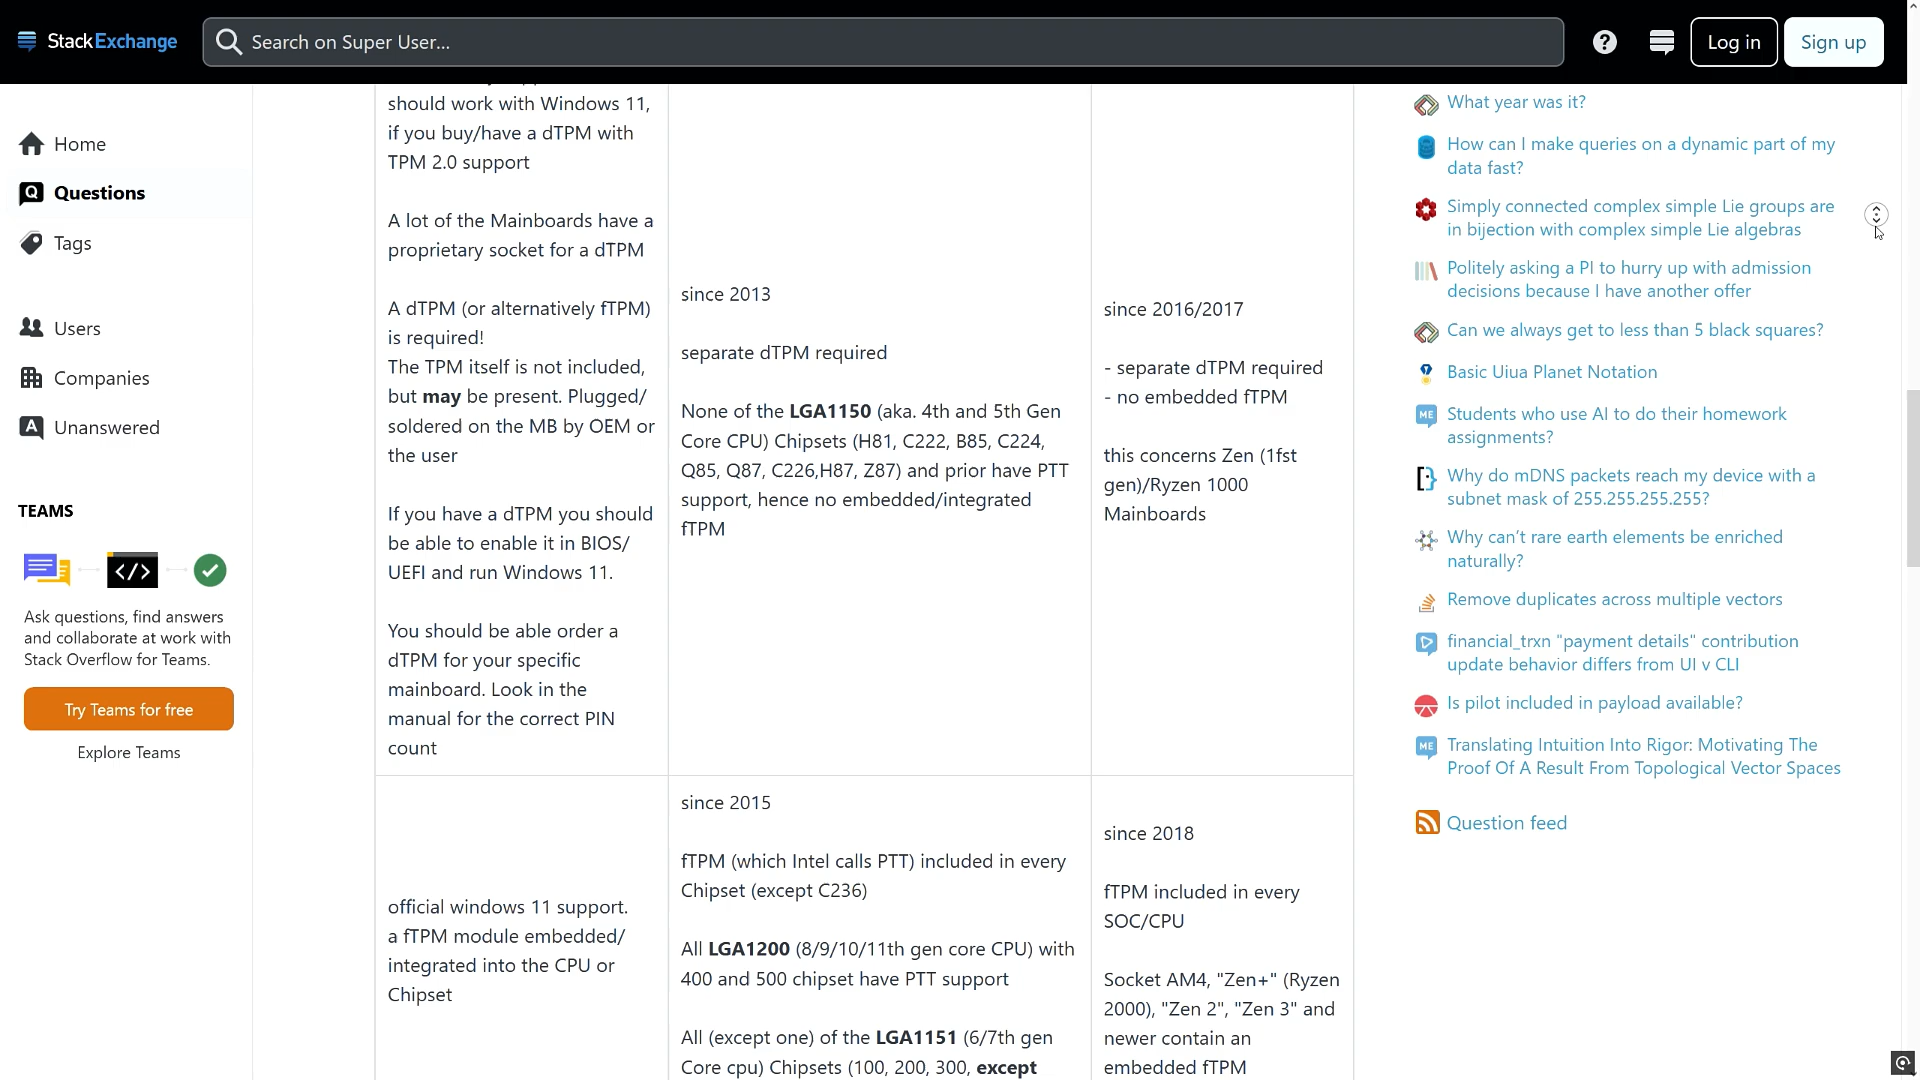 StackExchange
Search on Super User...
Log in
Sign up
Home
Questions
Tags
Users
Companies
Unanswered
TEAMS
Ask questions, find answers
and collaborate at work with
Stack Overflow for Teams.
Try Teams for free
Explore Teams
should work with Windows 11,
if you buy/have a dTPM with
TPM 2.0 support
A lot of the Mainboards have a
proprietary socket for a dTPM
A dTPM (or alternatively fTPM)
is required!
The TPM itself is not included,
but may be present. Plugged/
soldered on the MB by OEM or
the user
If you have a dTPM you should
be able to enable it in BIOS/
UEFI and run Windows 11.
You should be able order a
dTPM for your specific
mainboard. Look in the
manual for the correct PIN
count
since 2013
separate dTPM required
None of the LGA1150 (aka. 4th and 5th Gen
Core CPU) Chipsets (H81, C222, B85, C224,
Q85, Q87, C226,H87, Z87) and prior have PTT
support, hence no embedded/integrated
fTPM
since 2016/2017
- separate dTPM required
- no embedded fTPM
this concerns Zen (1fst
gen)/Ryzen 1000
Mainboards
official windows 11 support.
a fTPM module embedded/
integrated into the CPU or
Chipset
since 2015
fTPM (which Intel calls PTT) included in every
Chipset (except C236)
All LGA1200 (8/9/10/11th gen core CPU) with
400 and 500 chipset have PTT support
All (except one) of the LGA1151 (6/7th gen
Core cpu) Chipsets (100, 200, 300, except
since 2018
fTPM included in every
SOC/CPU
Socket AM4, "Zen+" (Ryzen
2000), "Zen 2", "Zen 3" and
newer contain an
embedded fTPM
What year was it?
How can I make queries on a dynamic part of my
data fast?
Simply connected complex simple Lie groups are
in bijection with complex simple Lie algebras
Politely asking a PI to hurry up with admission
decisions because I have another offer
Can we always get to less than 5 black squares?
Basic Uiua Planet Notation
ME
Students who use AI to do their homework
assignments?
Why do mDNS packets reach my device with a
subnet mask of 255.255.255.255?
Why can't rare earth elements be enriched
naturally?
Remove duplicates across multiple vectors
financial_trxn "payment details" contribution
update behavior differs from UI v CLI
Is pilot included in payload available?
ME
Translating Intuition Into Rigor: Motivating The
Proof Of A Result From Topological Vector Spaces
Question feed